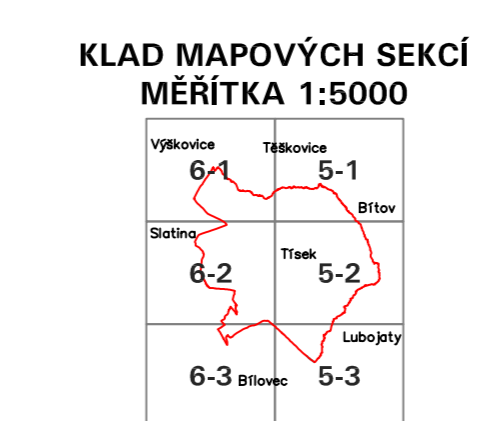 KLAD MAPOVÝCH SEKCÍ
MĚŘÍTKA 1:5000
Výškovice
Těškovice
6-1
5-1
Bítov
Slatina
Tísek
6-2
5-2
Lubojaty
6-3
Bílovec
5-3